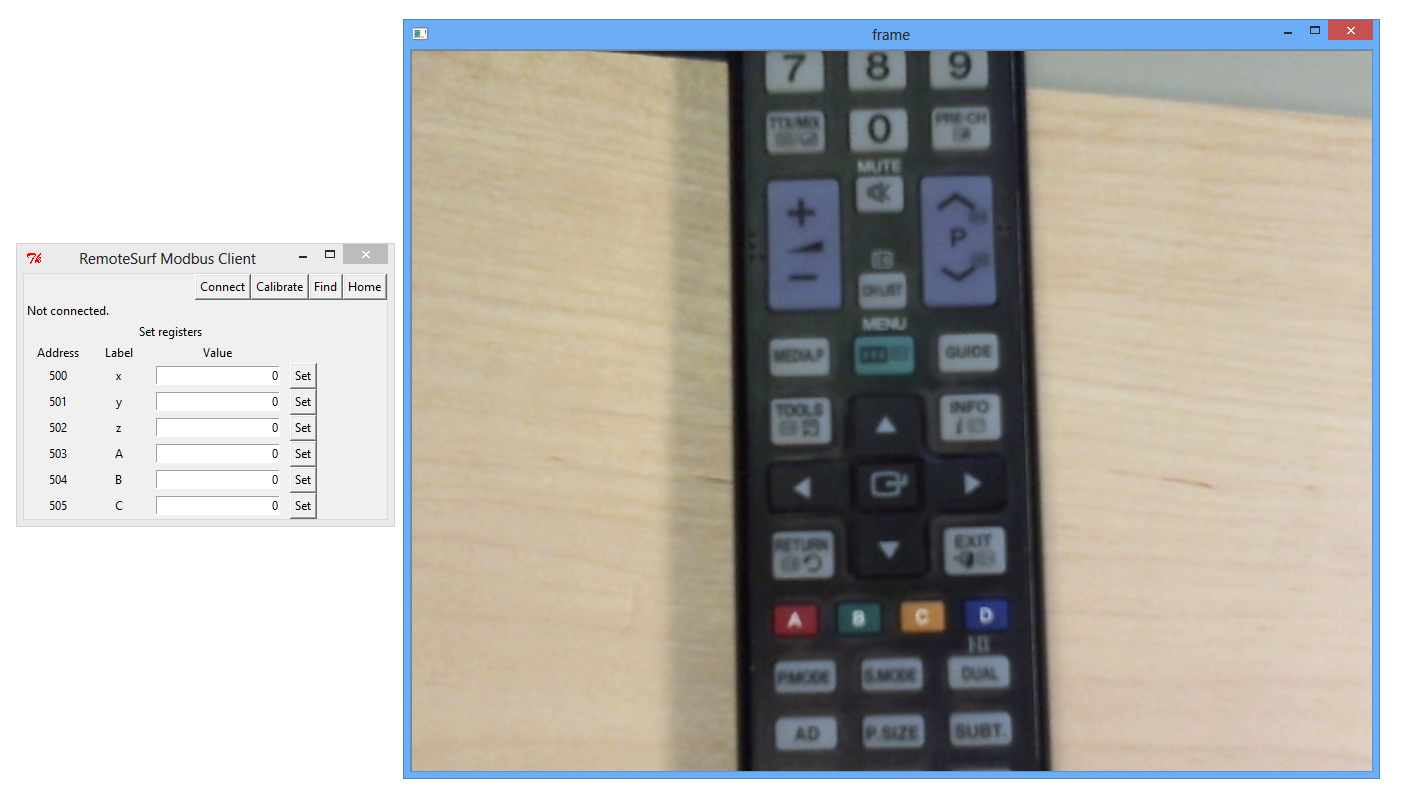 RemoteSurf Modbus Client
Connect Calibrate Find Home
Not connected.
Set registers
Address Label Value
500 x 0 Set
501 y 0 Set
502 z 0 Set
503 A 0 Set
504 B 0 Set
505 C 0 Set
frame
7 8 9
TTX/MIX 0 PRE-CH
MUTE
+ P
−
CH LIST
MENU
MEDIA.P GUIDE
TOOLS INFO
i
RETURN EXIT
A B C D
I-II
P.MODE S.MODE DUAL
AD P.SIZE SUBT.